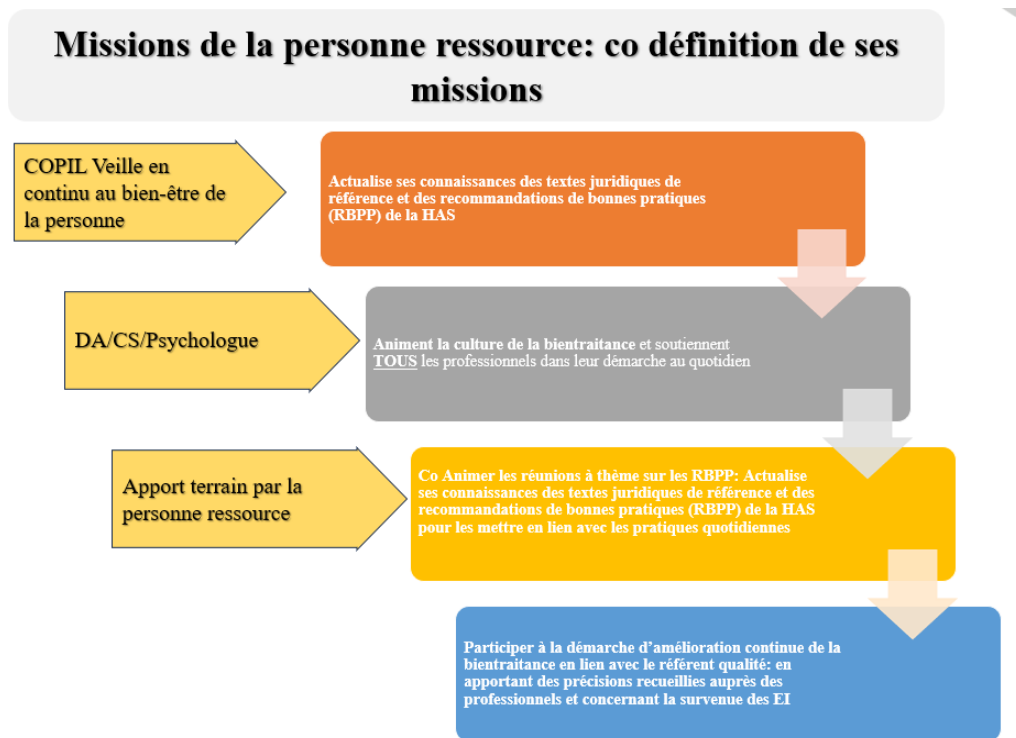 Missions de la personne ressource: co définition de ses
missions
COPIL Veille en
continu au bien-être de
la personne
Actualise ses connaissances des textes juridiques de
référence et des recommandations de bonnes pratiques
(RBPP) de la HAS
DA/CS/Psychologue
Animent la culture de la bientraitance et soutiennent
TOUS les professionnels dans leur démarche au quotidien
Apport terrain par la
personne ressource
Co Animer les réunions à thème sur les RBPP: Actualise
ses connaissances des textes juridiques de référence et des
recommandations de bonnes pratiques (RBPP) de la HAS
pour les mettre en lien avec les pratiques quotidiennes
Participer à la démarche d’amélioration continue de la
bientraitance en lien avec le référent qualité: en
apportant des précisions recueillies auprès des
professionnels et concernant la survenue des EI